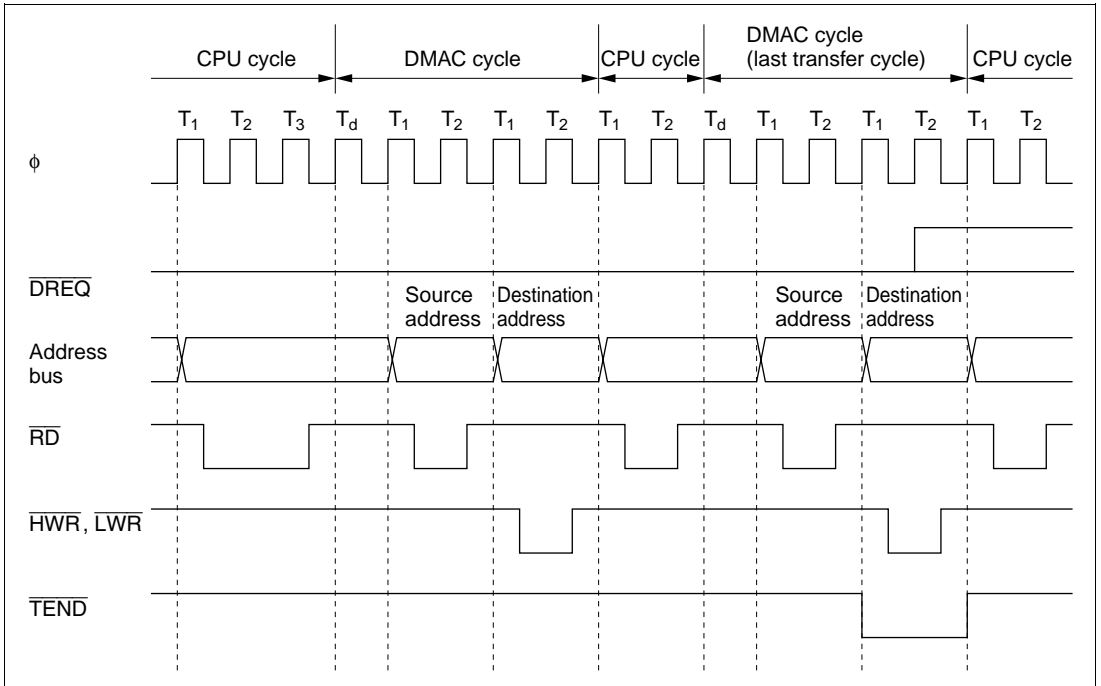 DMAC cycle
CPU cycle DMAC cycle CPU cycle (last transfer cycle) CPU cycle
T1 T2 T3 Td T1 T2 T1 T2 T1 T2 Td T1 T2 T1 T2 T1 T2
φ
DREQ
Source Destination Source Destination
address address address address
Address
bus
RD
HWR, LWR
TEND